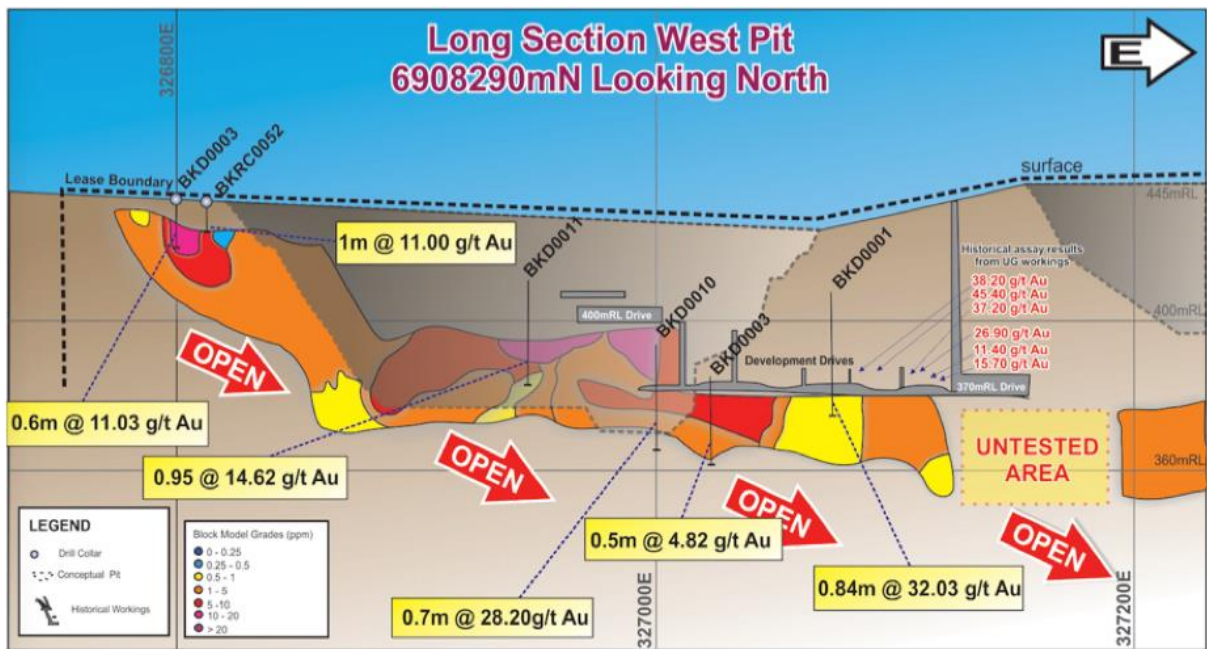 Long Section West Pit
6908290mN Looking North
E
326800E
BKD0003
BKRC0052
Lease Boundary
surface
445mRL
1m @ 11.00 g/t Au
BKD0011
BKD0010
BKD0003
BKD0001
Historical assay results
from UG workings
38.20 g/t Au
45.40 g/t Au
37.20 g/t Au
26.90 g/t Au
11.40 g/t Au
15.70 g/t Au
400mRL Drive
400mRL
Development Drives
370mRL Drive
OPEN
0.6m @ 11.03 g/t Au
0.95 @ 14.62 g/t Au
OPEN
UNTESTED
AREA
360mRL
OPEN
OPEN
0.5m @ 4.82 g/t Au
0.84m @ 32.03 g/t Au
0.7m @ 28.20g/t Au
327000E
327200E
LEGEND
Drill Collar
Conceptual Pit
Historical Workings
Block Model Grades (ppm)
0 - 0.25
0.25 - 0.5
0.5 - 1
1 - 5
5 -10
10 - 20
> 20